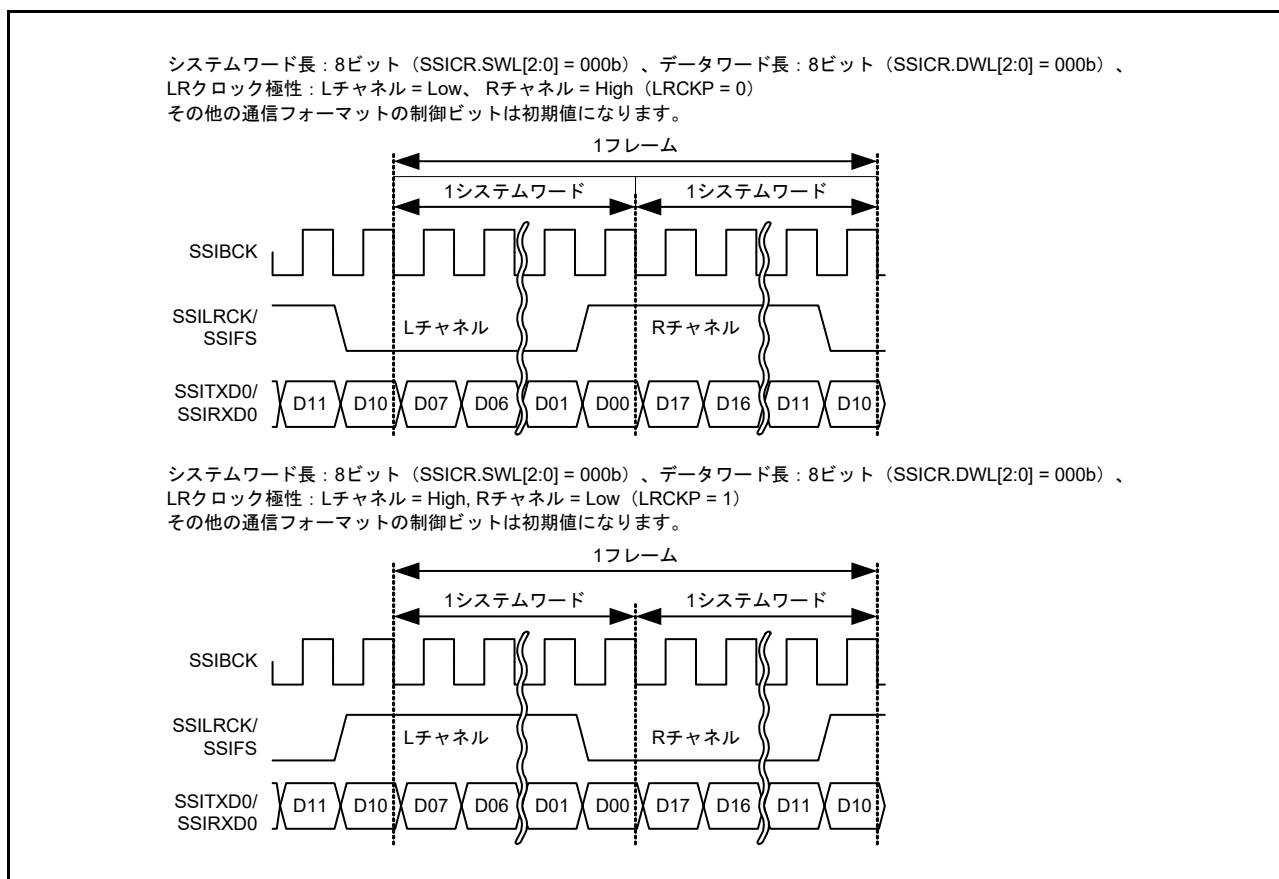 システムワード長：8ビット（SSICR.SWL[2:0] = 000b）、データワード長：8ビット（SSICR.DWL[2:0] = 000b）、
LRクロック極性：Lチャネル = Low、 Rチャネル = High（LRCKP = 0）
その他の通信フォーマットの制御ビットは初期値になります。
1フレーム
1システムワード 1システムワード
SSIBCK
SSILRCK/
SSIFS
Lチャネル Rチャネル
SSITXD0/
SSIRXD0
D11 D10 D07 D06 D01 D00 D17 D16 D11 D10
システムワード長：8ビット（SSICR.SWL[2:0] = 000b）、データワード長：8ビット（SSICR.DWL[2:0] = 000b）、
LRクロック極性：Lチャネル = High, Rチャネル = Low（LRCKP = 1）
その他の通信フォーマットの制御ビットは初期値になります。
1フレーム
1システムワード 1システムワード
SSIBCK
SSILRCK/
SSIFS
Lチャネル Rチャネル
SSITXD0/
SSIRXD0
D11 D10 D07 D06 D01 D00 D17 D16 D11 D10